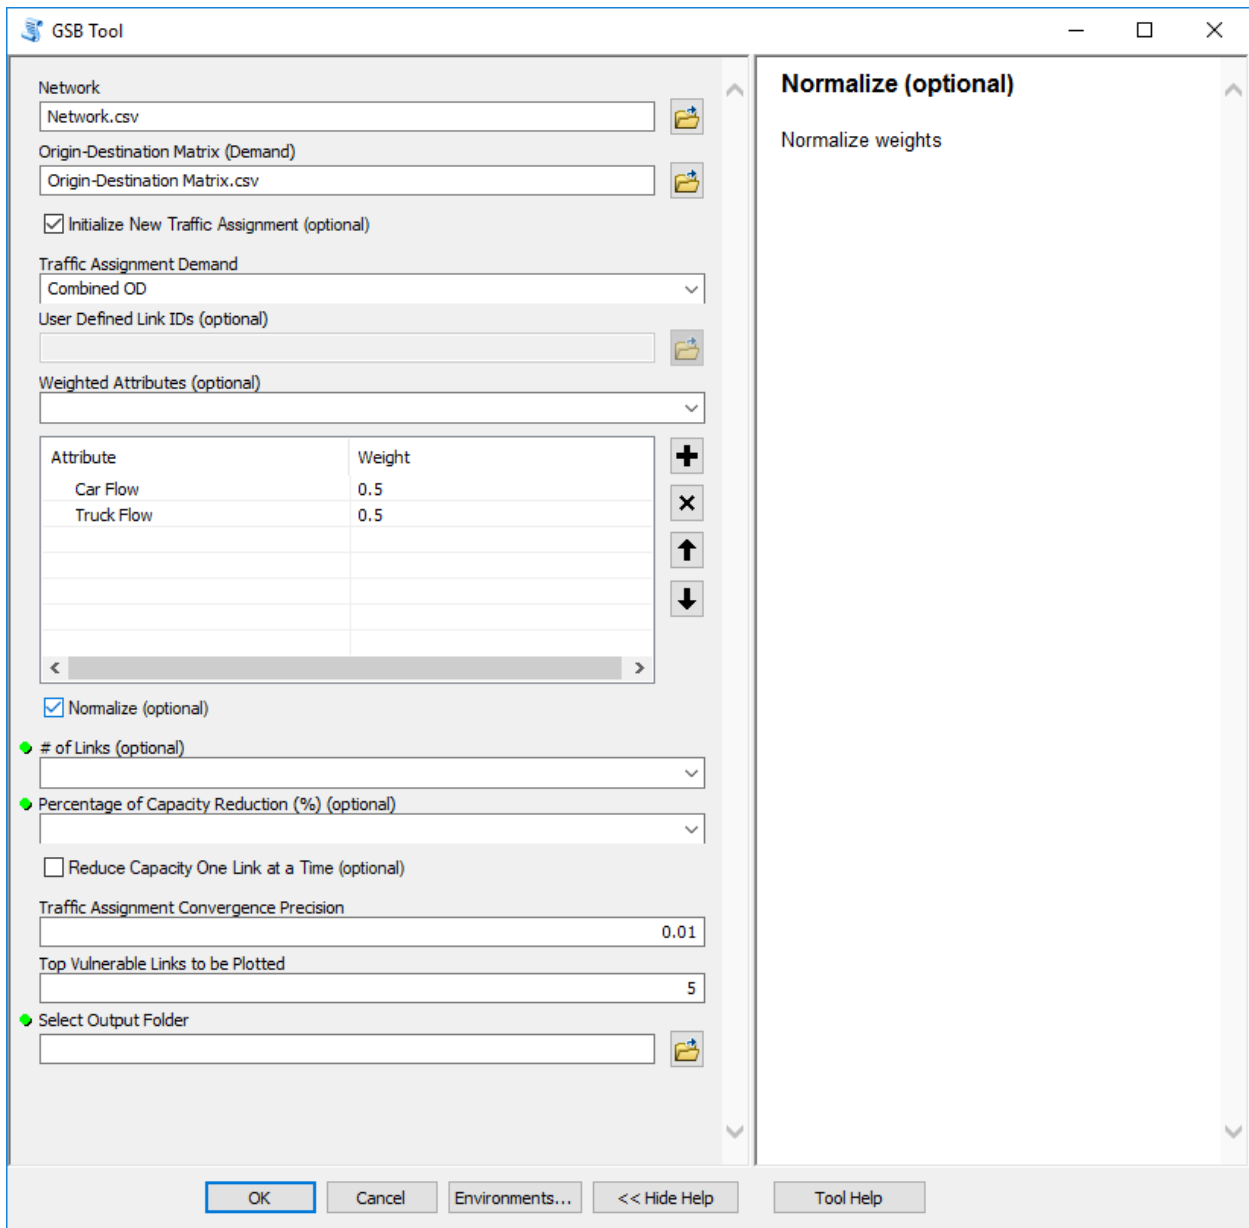 GSB Tool
Network
Network.csv
Origin-Destination Matrix (Demand)
Origin-Destination Matrix.csv
Initialize New Traffic Assignment (optional)
Traffic Assignment Demand
Combined OD
User Defined Link IDs (optional)
Weighted Attributes (optional)
Attribute Weight
Car Flow 0.5
Truck Flow 0.5
Normalize (optional)
# of Links (optional)
Percentage of Capacity Reduction (%) (optional)
Reduce Capacity One Link at a Time (optional)
Traffic Assignment Convergence Precision
0.01
Top Vulnerable Links to be Plotted
5
Select Output Folder
Normalize (optional)
Normalize weights
OK Cancel Environments... << Hide Help Tool Help